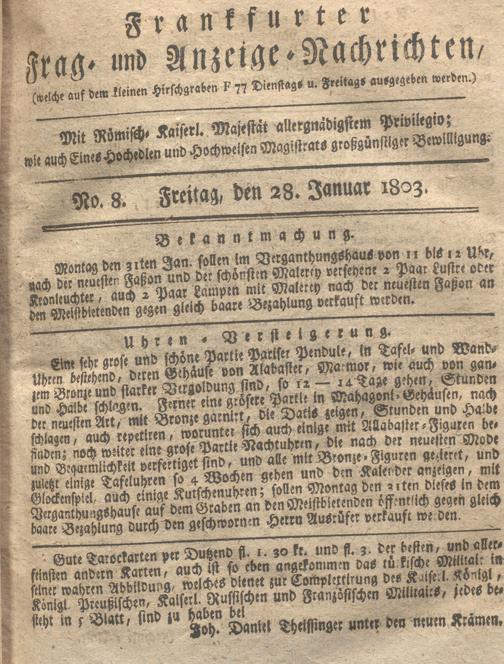 Frankfurter
Frag- und Anzeige-Nachrichten,
(welche auf dem kleinen Hirschgraben F 77 Dienstags u. Freitags ausgegeben werden.)
Mit Römisch-Kaiserl. Majestät allergnädigstem Privilegio;
wie auch Eines Hochedlen und Hochweisen Magistrats großgünstiger Bewilligung.
No. 8. Freitag, den 28. Januar 1803.
Bekanntmachung.
Montag den 31ten Jan. sollen im Verganthungshaus von 11 bis 12 Uhr,
nach der neuesten Façon und der schönsten Malerey versehene 2 Paar Lustre oder
Kronleuchter, auch 2 Paar Lampen mit Malerey nach der neuesten Façon an
den Meistbietenden gegen gleich baare Bezahlung verkauft werden.
Uhren-Versteigerung.
Eine sehr grose und schöne Partie Pariser Pendule, in Tafel- und Wand-
Uhren bestehend, deren Gehäuse von Alabaster, Marmor, wie auch von gan-
zem Bronze und starker Vergoldung sind, so 12 — 14 Tage gehen, Stunden
und Halbe schlagen. Ferner eine grösere Partie in Mahagoni-Gehäusen, nach
der neuesten Art, mit Bronze garnirt, die Datis zeigen, Stunden und Halbe
schlagen, auch repetiren, worunter sich auch einige mit Allabaster-Figuren be-
finden; noch weiter eine grose Partie Nachtuhren, die nach der neuesten Mode
und Bequemlichkeit verfertiget sind, und alle mit Bronze-Figuren gezieret, und
zuletzt einige Tafeluhren so 4 Wochen gehen und den Kalender anzeigen, mit
Glockenspiel, auch einige Kutschenuhren; sollen Montag den 31ten dieses in dem
Verganthungshause auf dem Graben an den Meistbietenden öffentlich gegen gleich
baare Bezahlung durch den geschwornen Herrn Ausrüfer verkauft werden.
Gute Tarockarten per Dutzend fl. 1. 30 kr. und fl. 3. der besten, und aller-
feinsten andern Karten, auch ist so eben angekommen das türkische Militair in
seiner wahren Abbildung, welches dienet zur Completeirung des Kaiserl. Königl.,
Königl. Preußischen, Kaiserl. Russischen und Französischen Militairs, jedes be-
steht in 5 Blatt, sind zu haben bei
Joh. Daniel Theissinger unter den neuen Krämen.